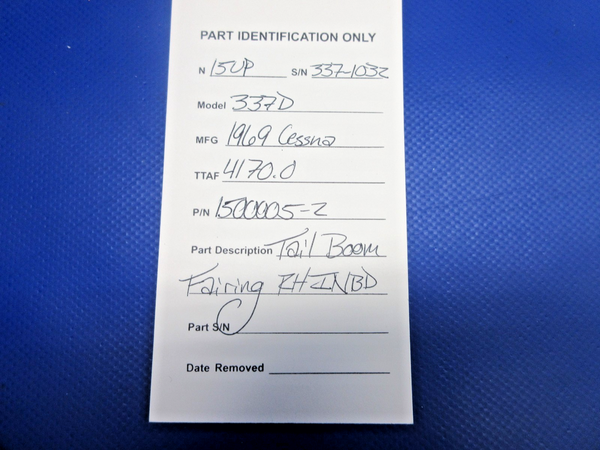 PART IDENTIFICATION ONLY
N 15UP S/N 337-1032
Model 337D
MFG 1969 Cessna
TTAF 4170.0
P/N 1500005-2
Part Description Tail Boom
Fairing RH INBD
Part S/N
Date Removed